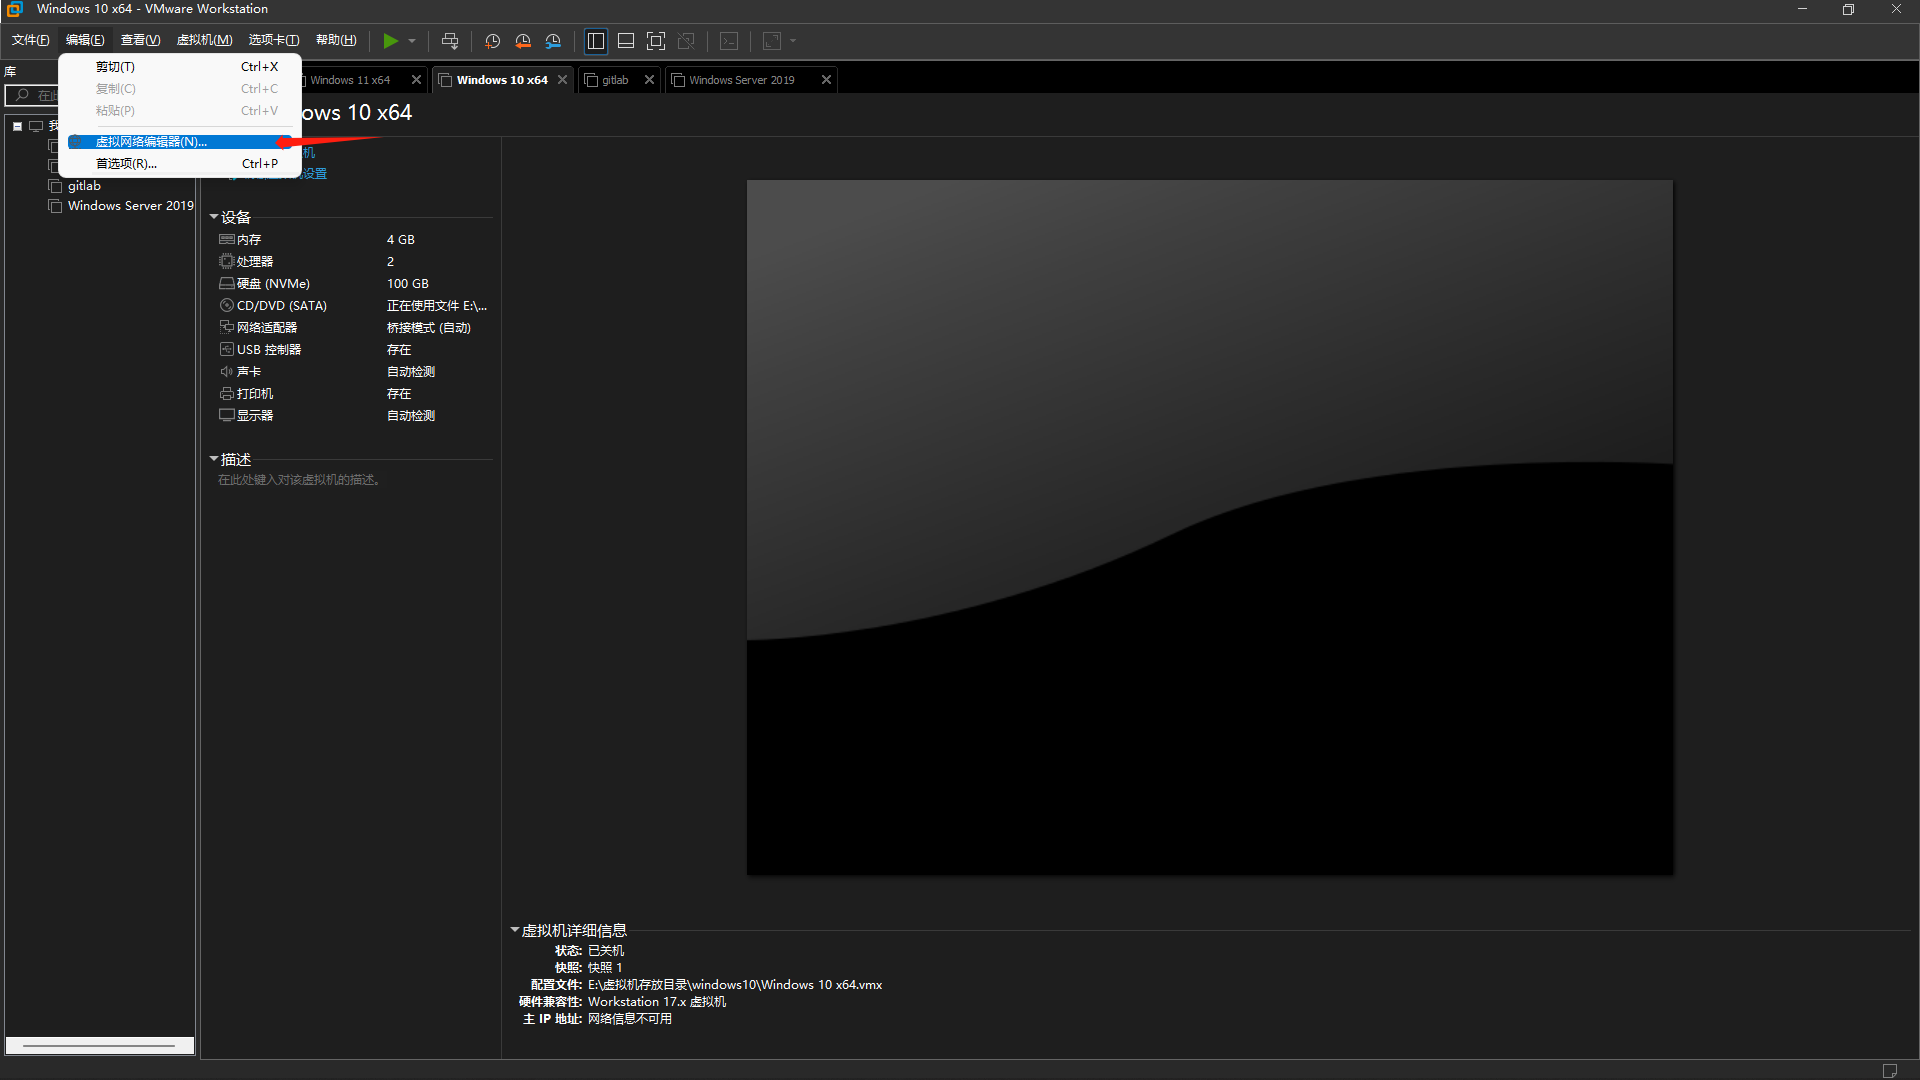 Windows 10 x64 - VMware Workstation
文件(F) 编辑(E) 查看(V) 虚拟机(M) 选项卡(T) 帮助(H)
库
在此
剪切(T) Ctrl+X
复制(C) Ctrl+C
粘贴(P) Ctrl+V
虚拟网络编辑器(N)...
首选项(R)... Ctrl+P
Windows 11 x64
Windows 10 x64
gitlab
Windows Server 2019
ows 10 x64
我
gitlab
Windows Server 2019
机
设置
设备
内存 4 GB
处理器 2
硬盘 (NVMe) 100 GB
CD/DVD (SATA) 正在使用文件 E:\...
网络适配器 桥接模式 (自动)
USB 控制器 存在
声卡 自动检测
打印机 存在
显示器 自动检测
描述
在此处键入对该虚拟机的描述。
虚拟机详细信息
状态: 已关机
快照: 快照 1
配置文件: E:\虚拟机存放目录\windows10\Windows 10 x64.vmx
硬件兼容性: Workstation 17.x 虚拟机
主 IP 地址: 网络信息不可用